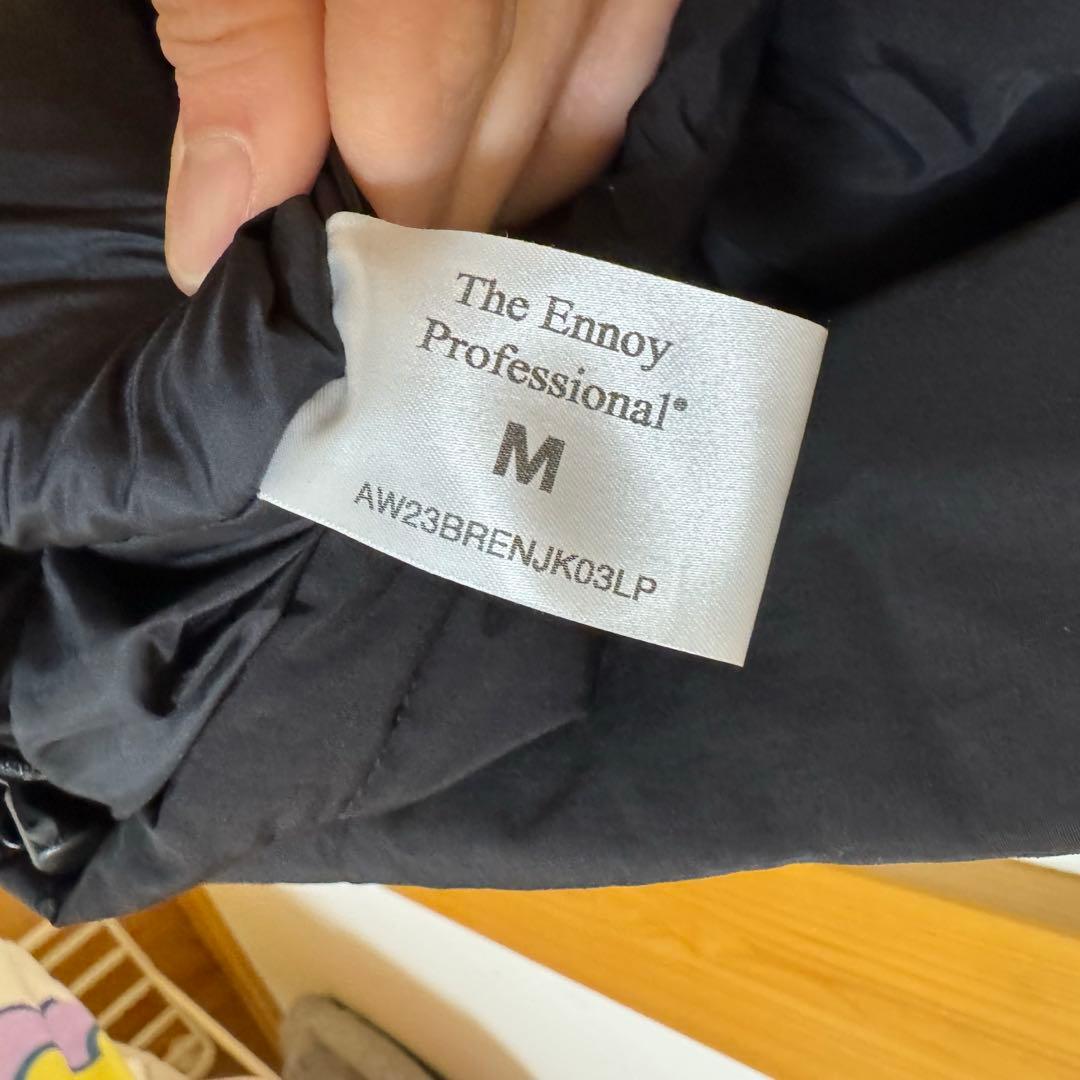 The Ennoy
Professional®
M
AW23BRENJK03LP